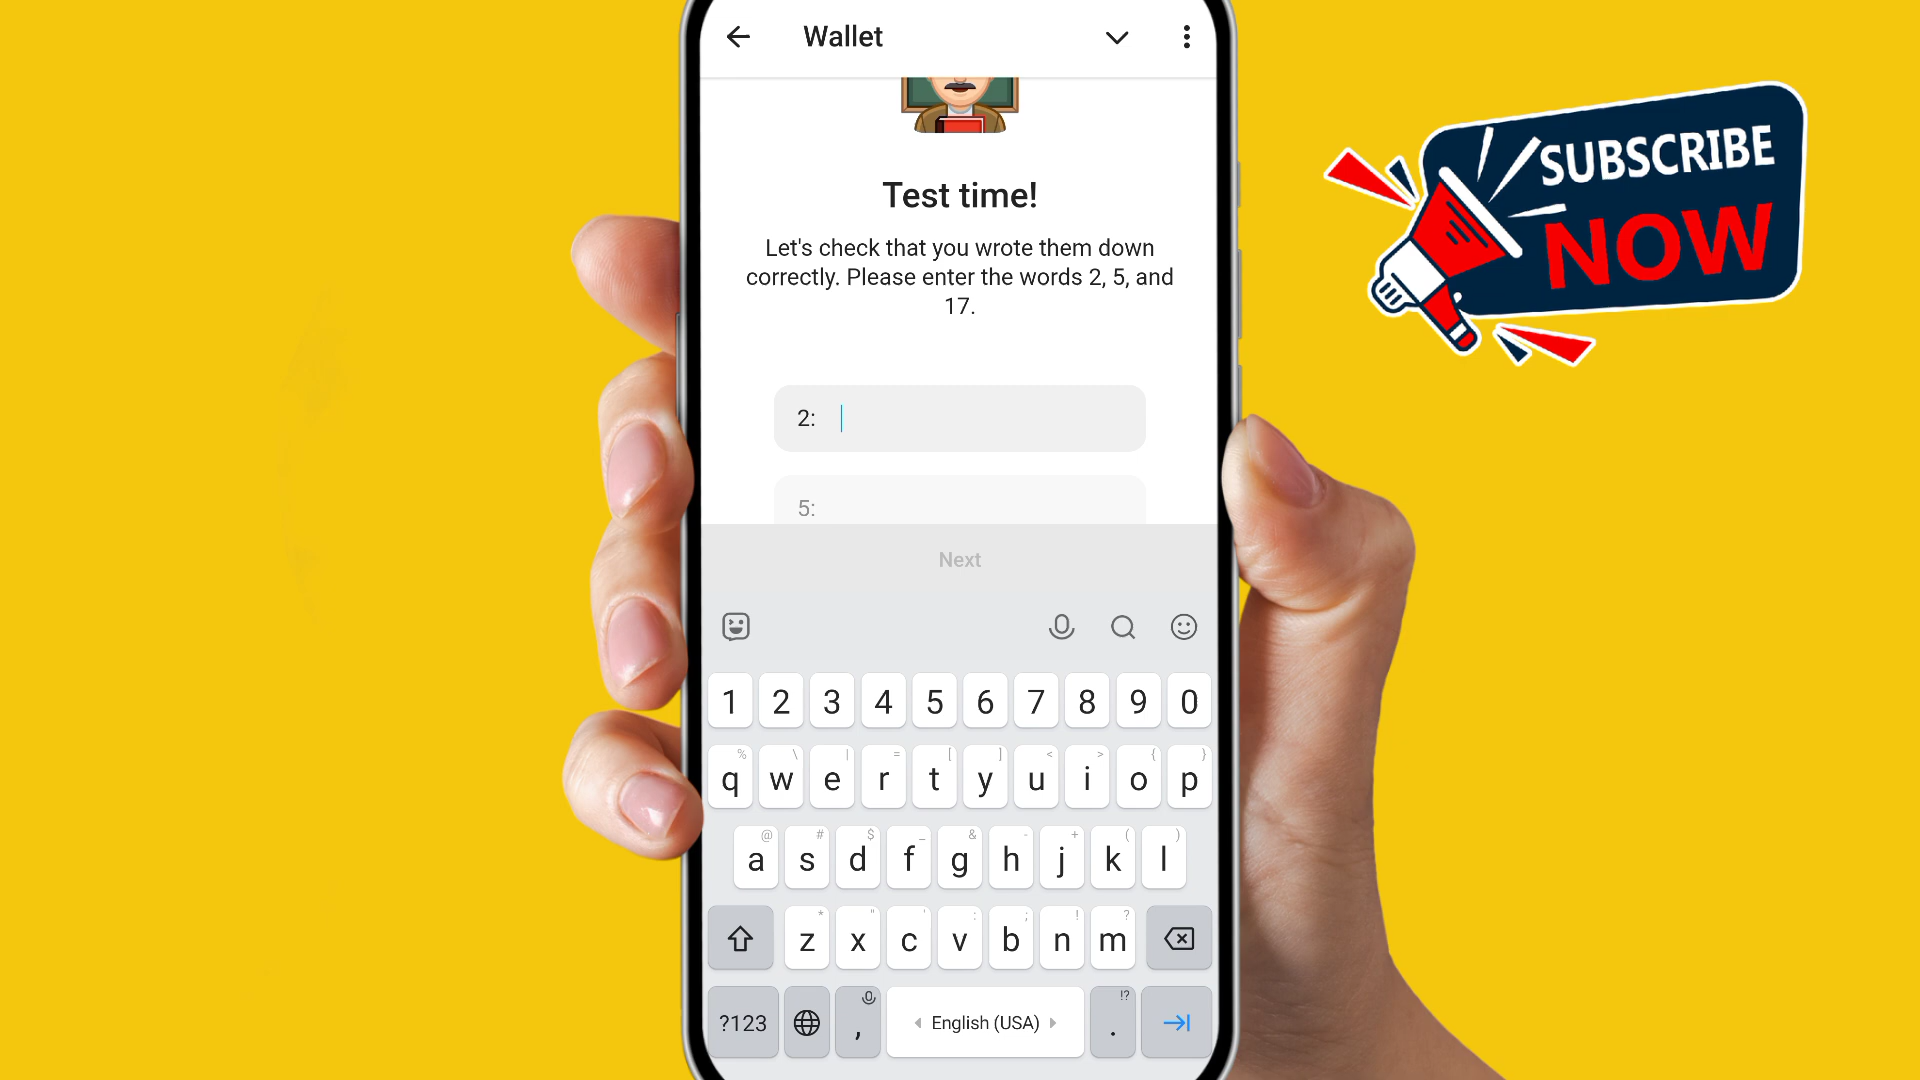 Wallet
Test time!
Let's check that you wrote them down
correctly. Please enter the words 2, 5, and
17.
2:
5:
Next
1 2 3 4 5 6 7 8 9 0
% \ | = [ ] < > { }
q w e r t y u i o p
@ # $ _ & - + ( )
a s d f g h j k l
* " ' : ; ! ?
z x c v b n m
!?
?123 , English (USA) .
SUBSCRIBE
NOW